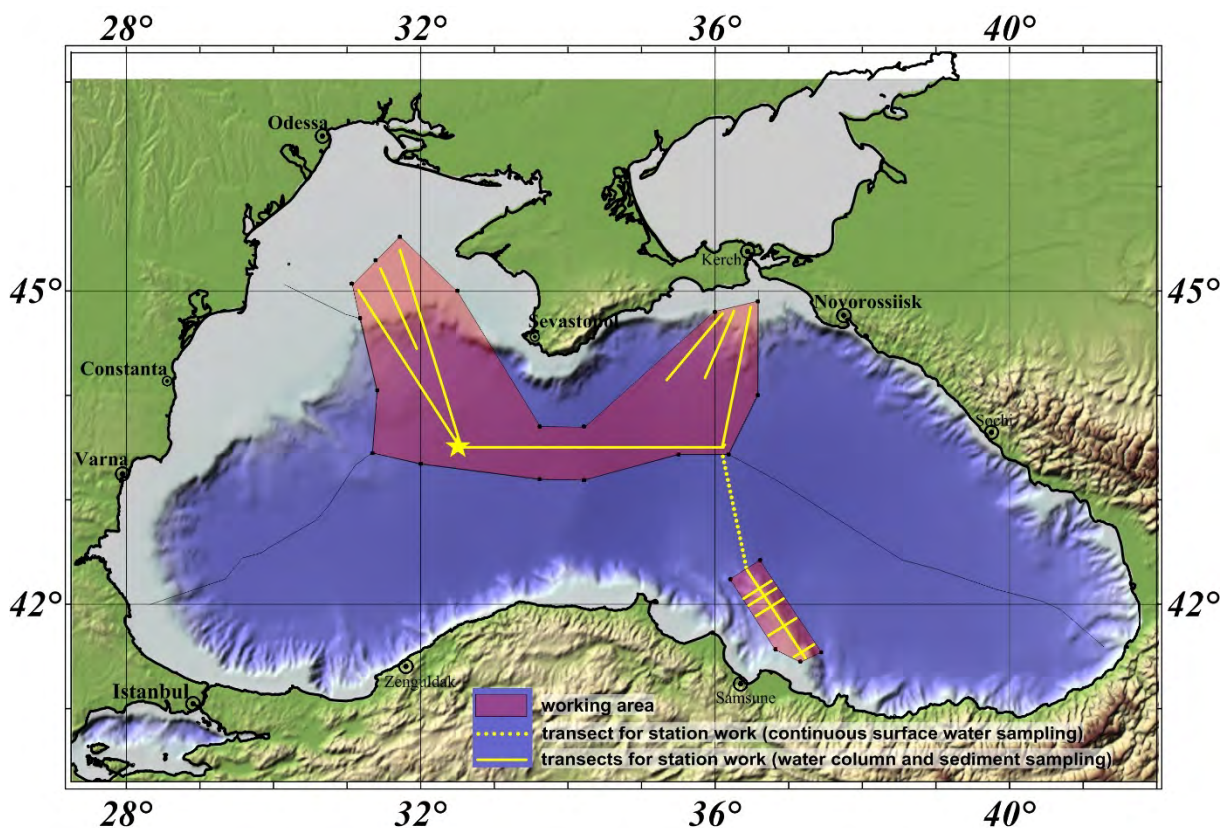 28° 32° 36° 40°
Odessa
Kerch
45° 45°
Novorossiisk
Sevastopol
Constanta
Sochi
Varna
42° 42°
Zenguldak
Samsune
Istanbul
working area
transect for station work (continuous surface water sampling)
transects for station work (water column and sediment sampling)
28° 32° 36° 40°